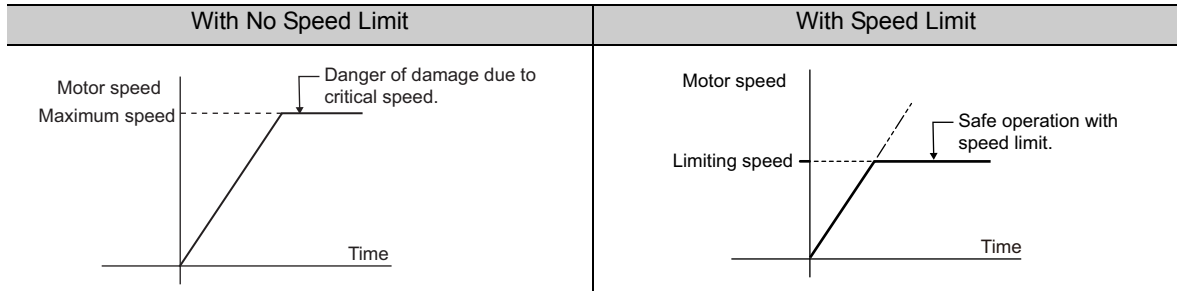 With No Speed Limit
With Speed Limit
Motor speed
Maximum speed
Danger of damage due to
critical speed.
Time
Motor speed
Limiting speed
Safe operation with
speed limit.
Time